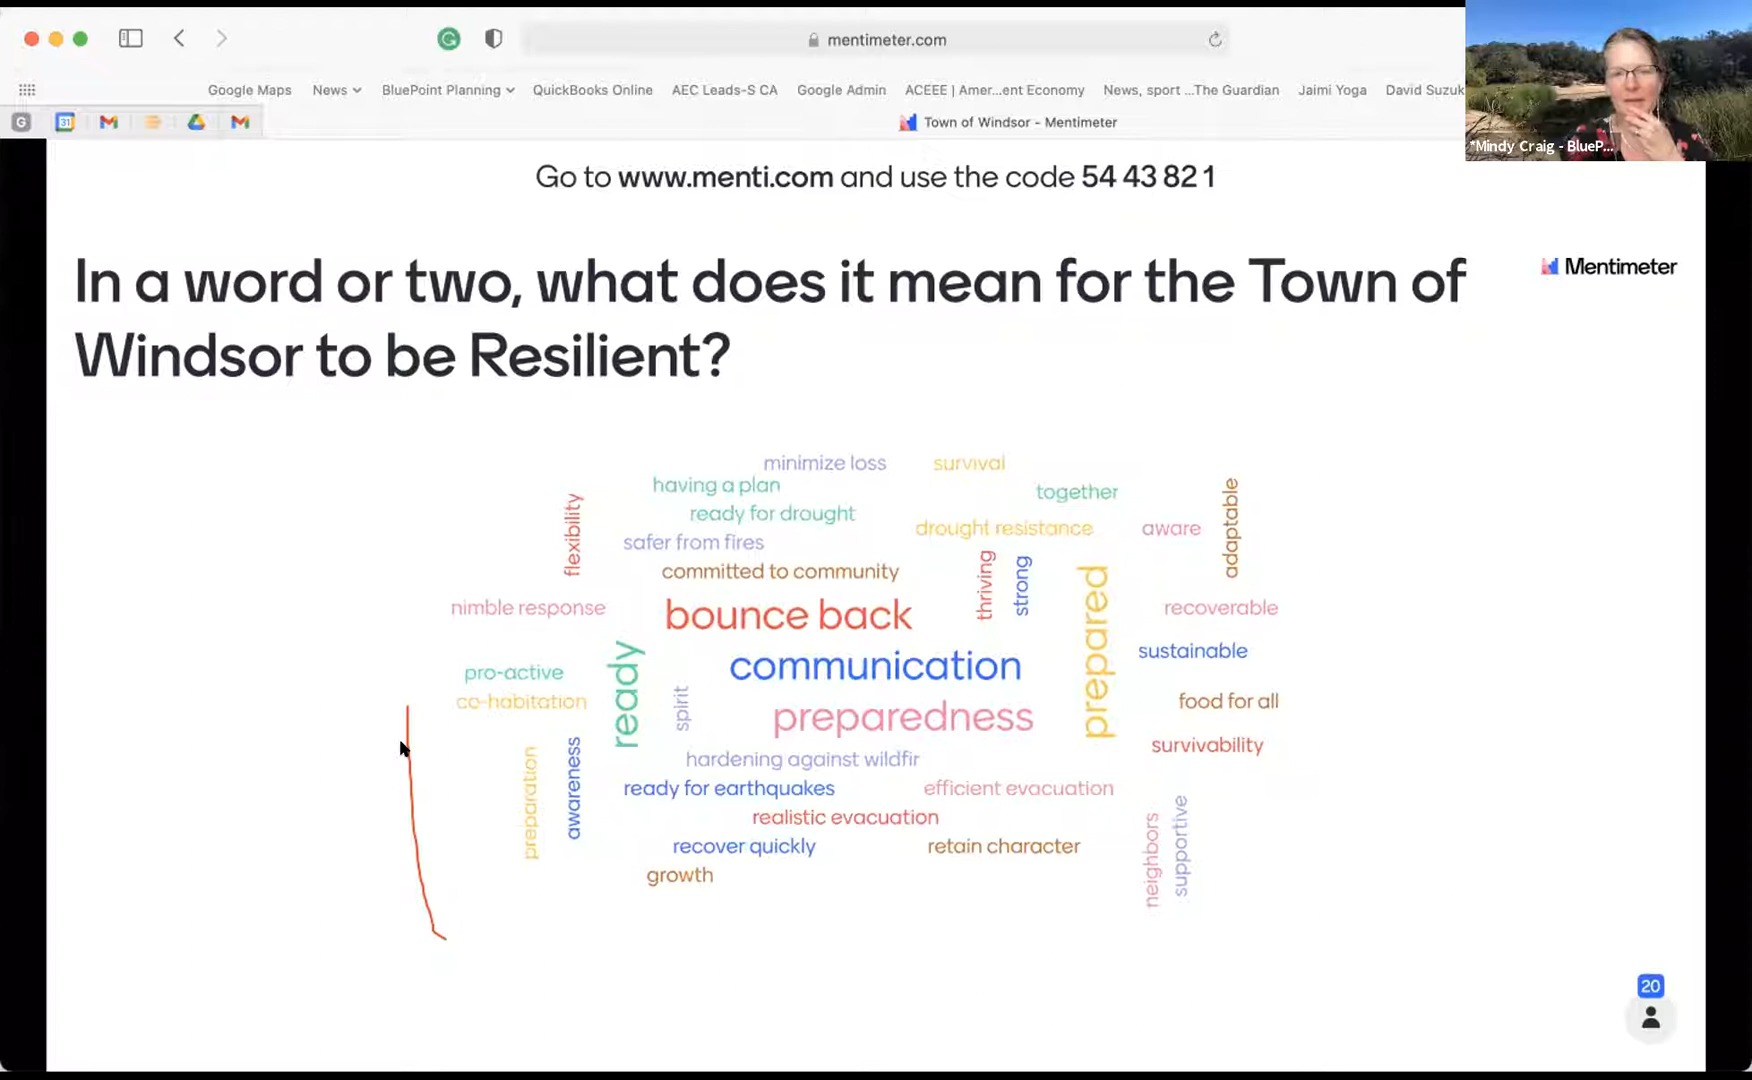 mentimeter.com
Google Maps News BluePoint Planning QuickBooks Online AEC Leads-S CA Google Admin ACEEE | Amer...ent Economy News, sport ...The Guardian Jaimi Yoga David Suzuk
*Mindy Craig - BlueP...
G 31 Town of Windsor - Mentimeter
Go to www.menti.com and use the code 54 43 82 1
In a word or two, what does it mean for the Town of
Windsor to be Resilient?
Mentimeter
minimize loss
survival
having a plan
together
ready for drought
flexibility
drought resistance
aware
adaptable
safer from fires
committed to community
thriving
strong
prepared
nimble response
bounce back
recoverable
sustainable
communication
ready
pro-active
co-habitation
spirit
preparedness
food for all
survivability
hardening against wildfir
preparation
awareness
ready for earthquakes
efficient evacuation
realistic evacuation
recover quickly
retain character
neighbors
supportive
growth
20